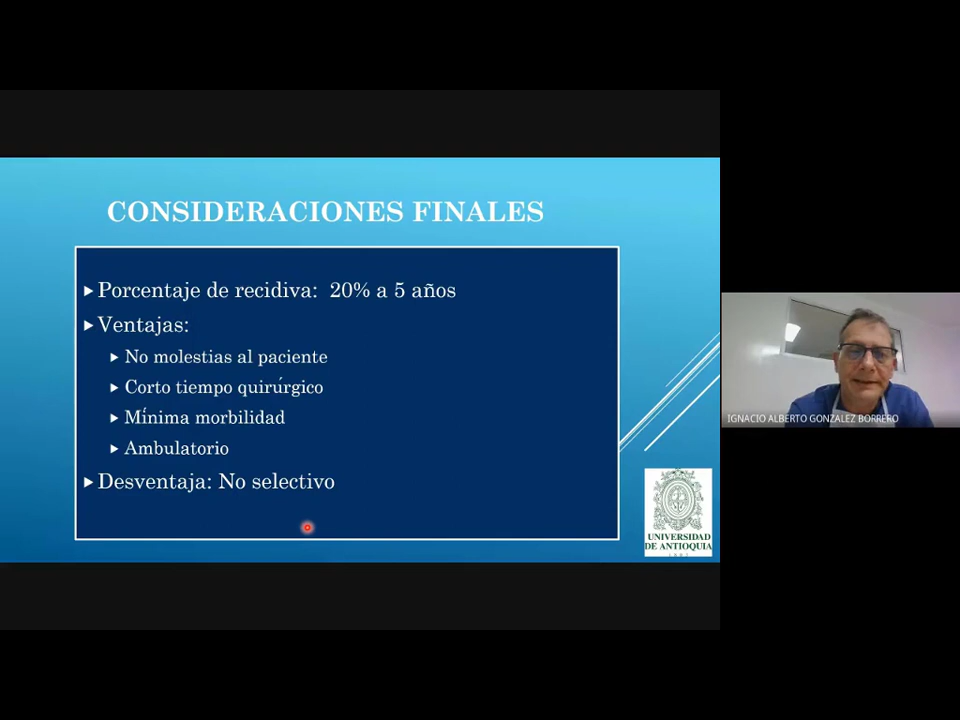 CONSIDERACIONES FINALES
Porcentaje de recidiva: 20% a 5 años
Ventajas:
No molestias al paciente
Corto tiempo quirúrgico
Mínima morbilidad
Ambulatorio
Desventaja: No selectivo
UNIVERSIDAD
DE ANTIOQUIA
1803
IGNACIO ALBERTO GONZALEZ BORRERO